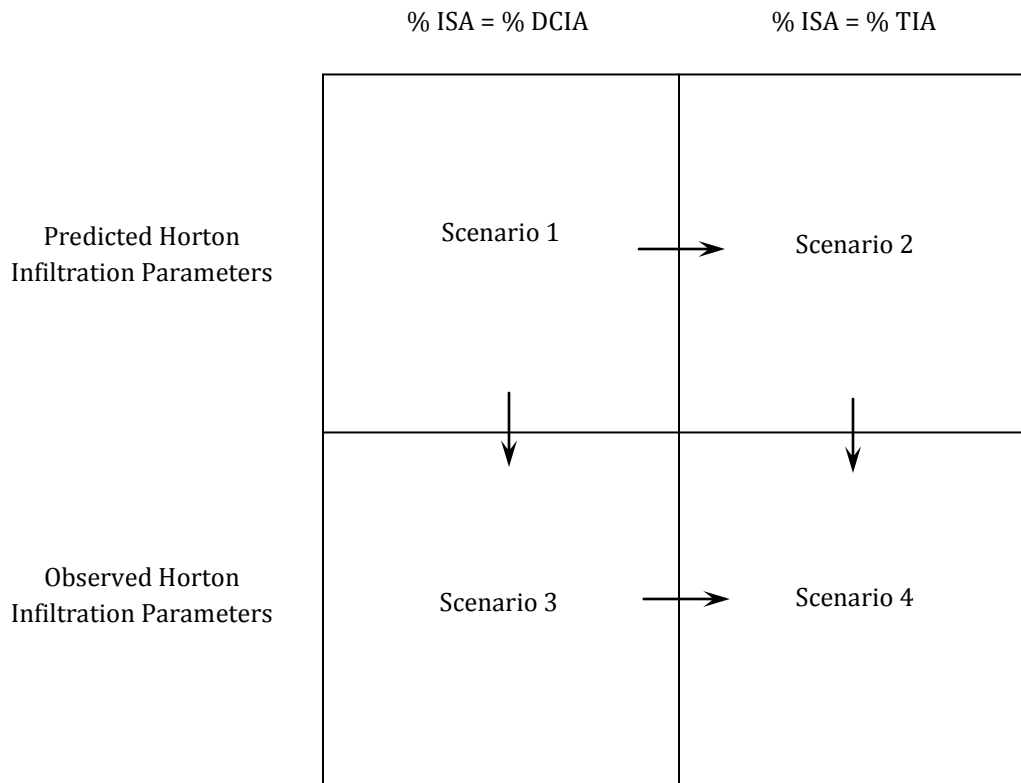 % ISA = % DCIA
% ISA = % TIA
Predicted Horton
Infiltration Parameters
Scenario 1
Scenario 2
Observed Horton
Infiltration Parameters
Scenario 3
Scenario 4